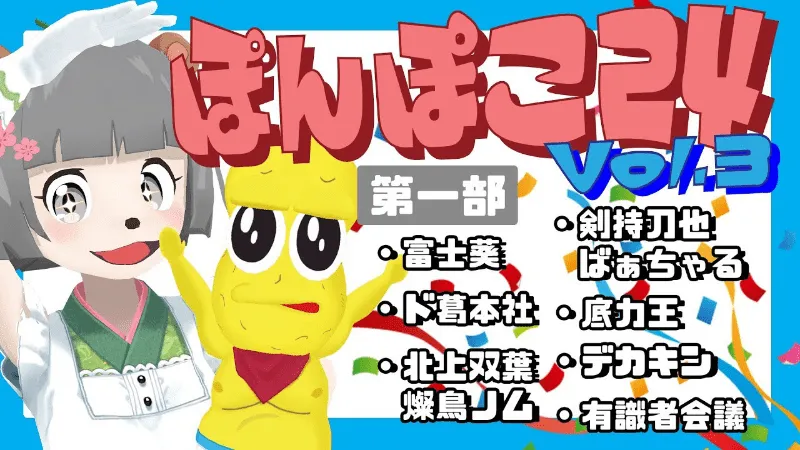 ぽんぽこ24
Vol.3
第一部
・富士葵
・ド葛本社
・北上双葉
燦鳥ノム
・剣持刀也
ばぁちゃる
・底力王
・デカキン
・有識者会議